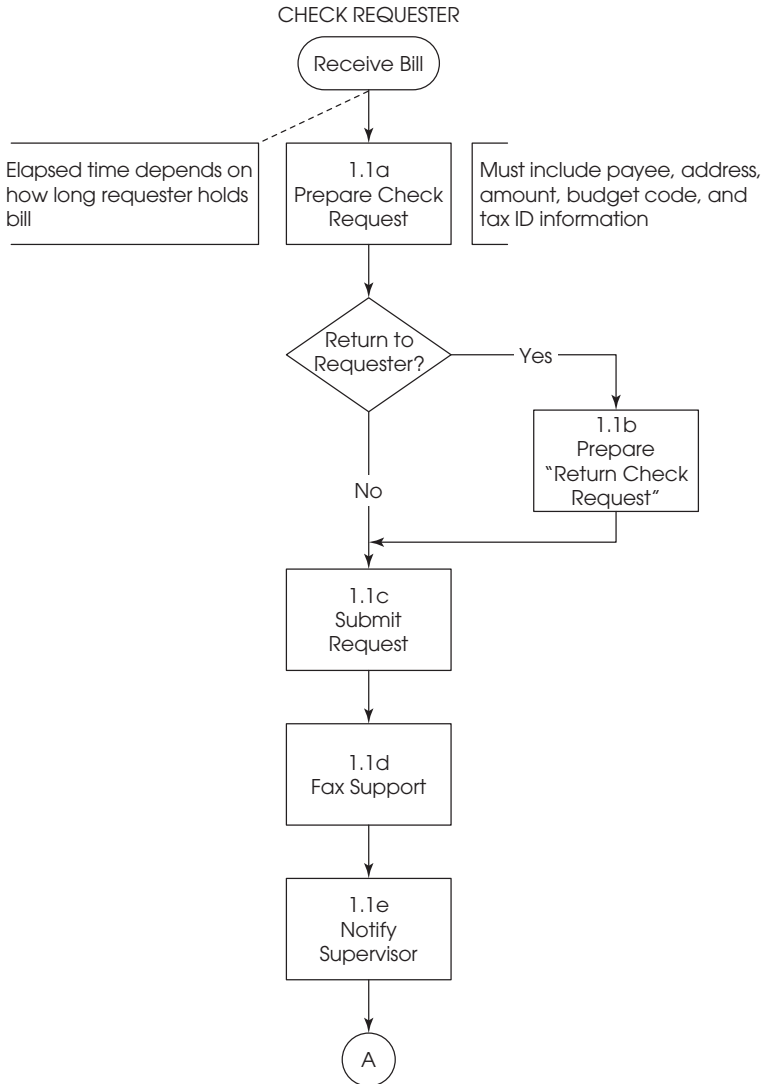 CHECK REQUESTER
Receive Bill
Elapsed time depends on
how long requester holds
bill
1.1a
Prepare Check
Request
Must include payee, address,
amount, budget code, and
tax ID information
Return to
Requester?
Yes
1.1b
Prepare
“Return Check
Request”
No
1.1c
Submit
Request
1.1d
Fax Support
1.1e
Notify
Supervisor
A